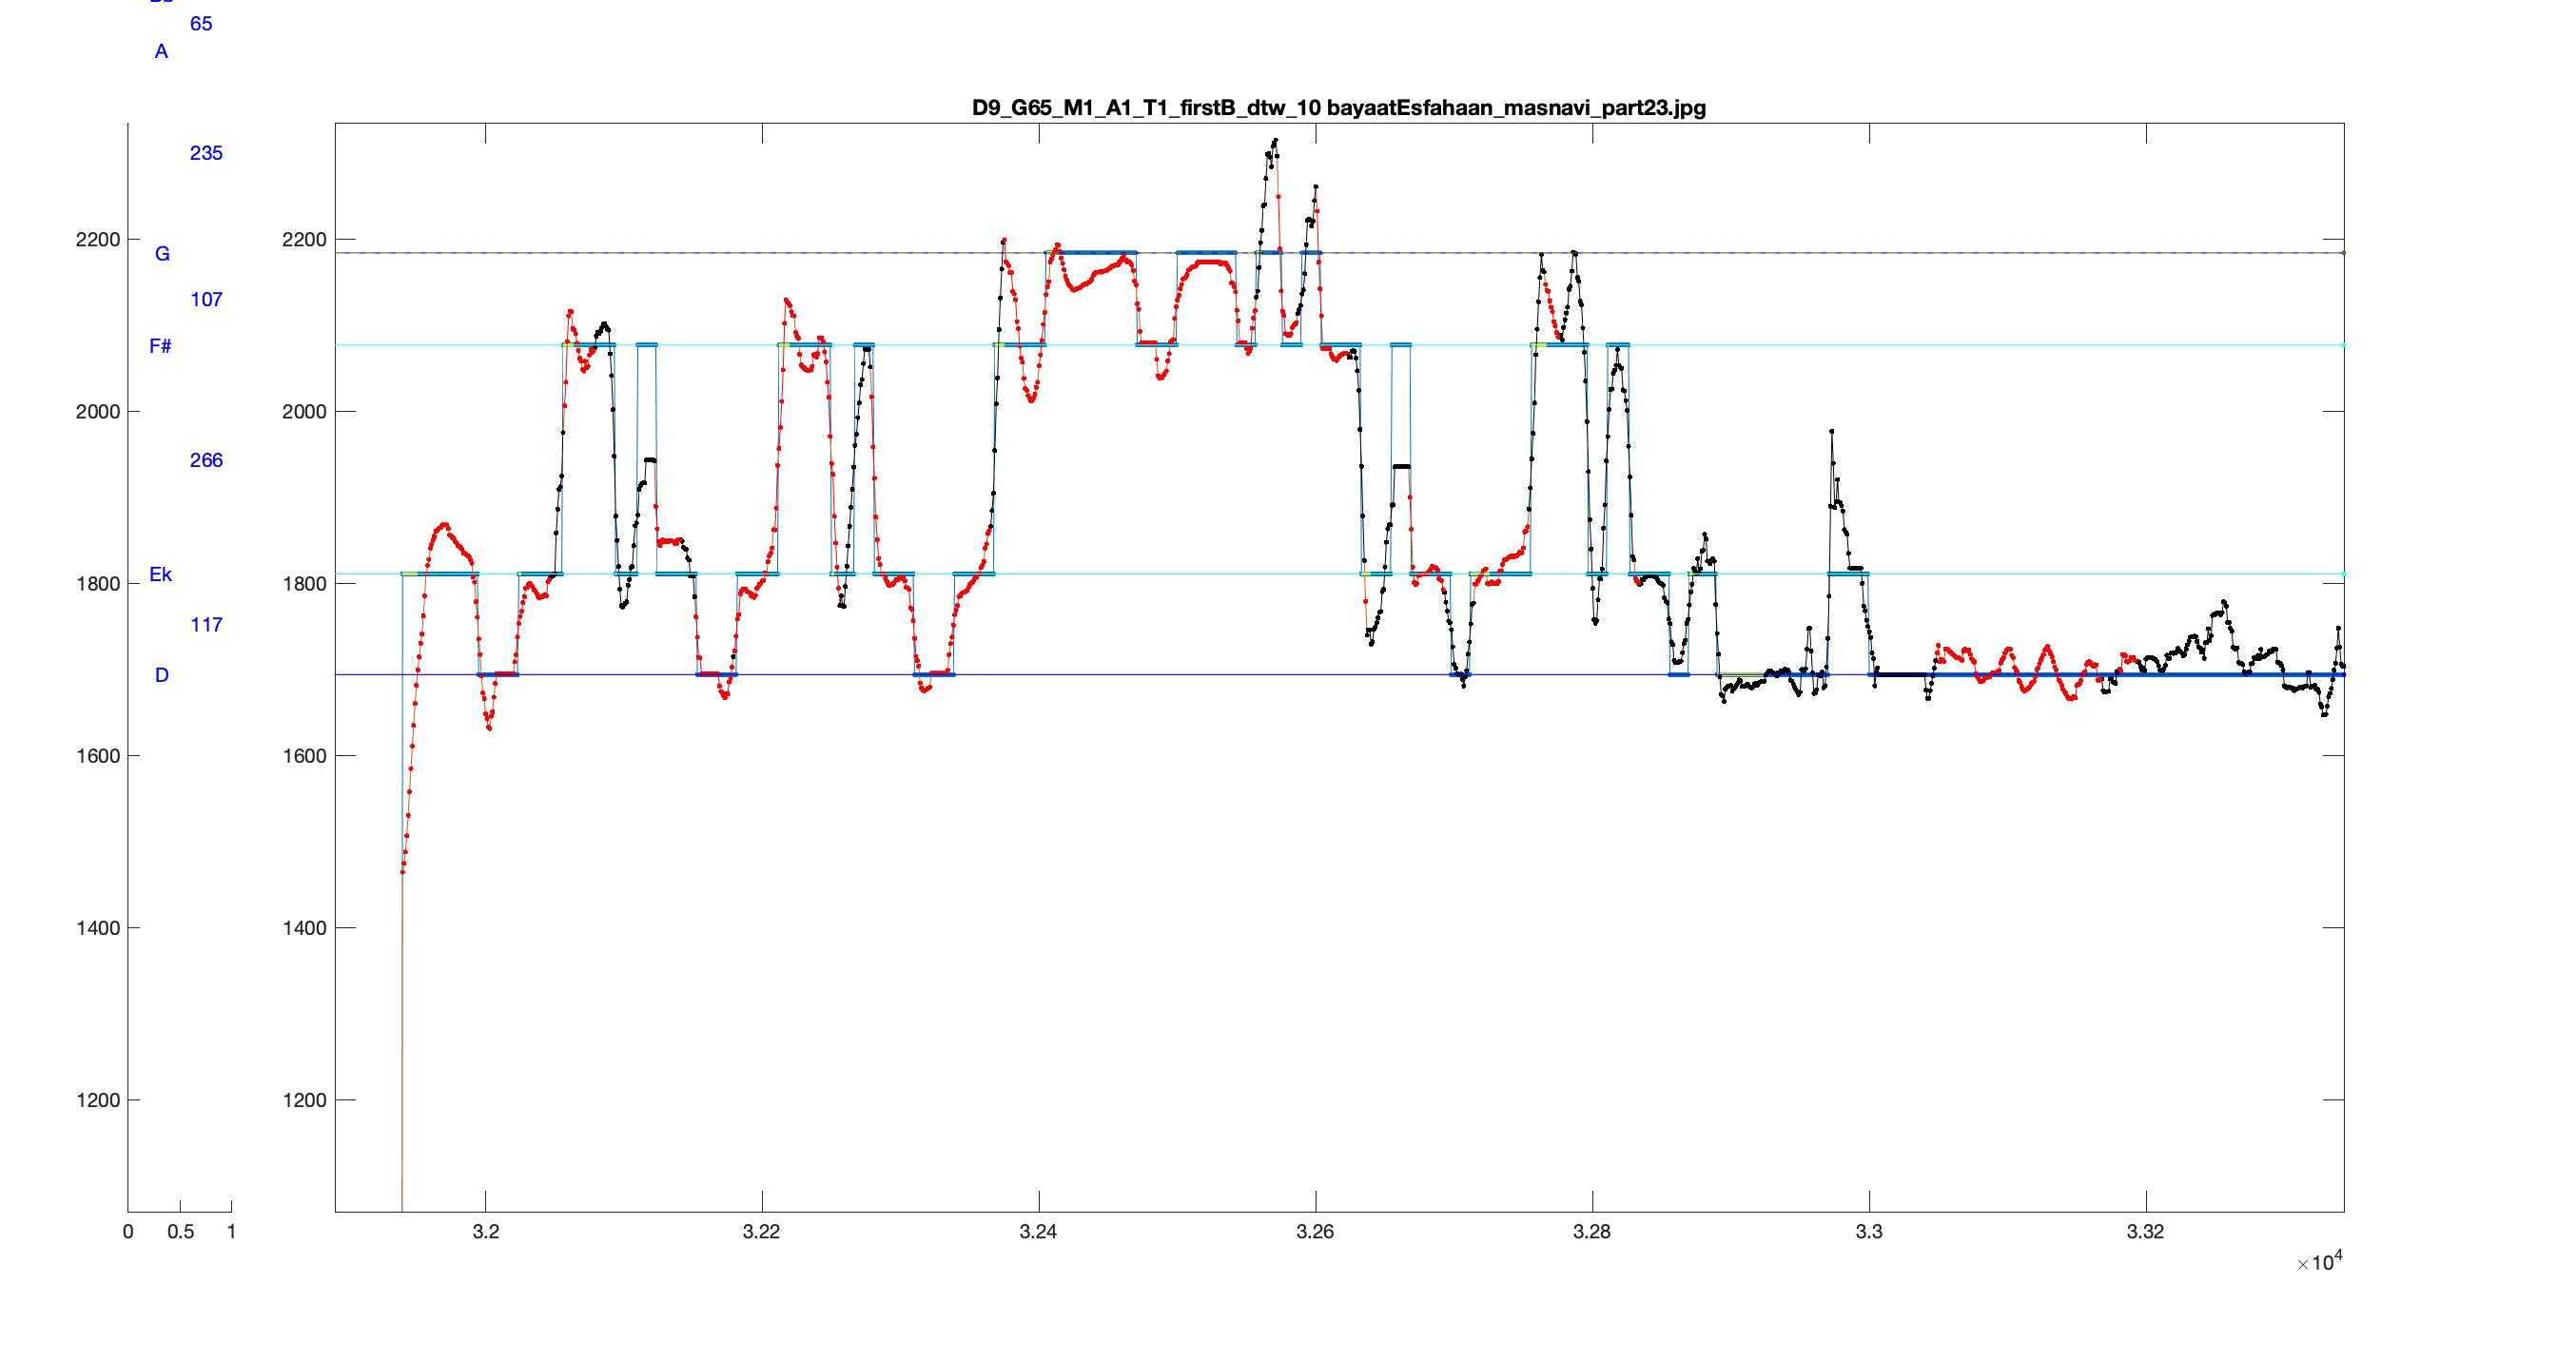 65
A
D9_G65_M1_A1_T1_firstB_dtw_10 bayaatEsfahaan_masnavi_part23.jpg
235
2200 G 2200
107
F#
2000 2000
266
1800 Ek 1800
117
D
1600 1600
1400 1400
1200 1200
0 0.5 1 3.2 3.22 3.24 3.26 3.28 3.3 3.32
×10^4